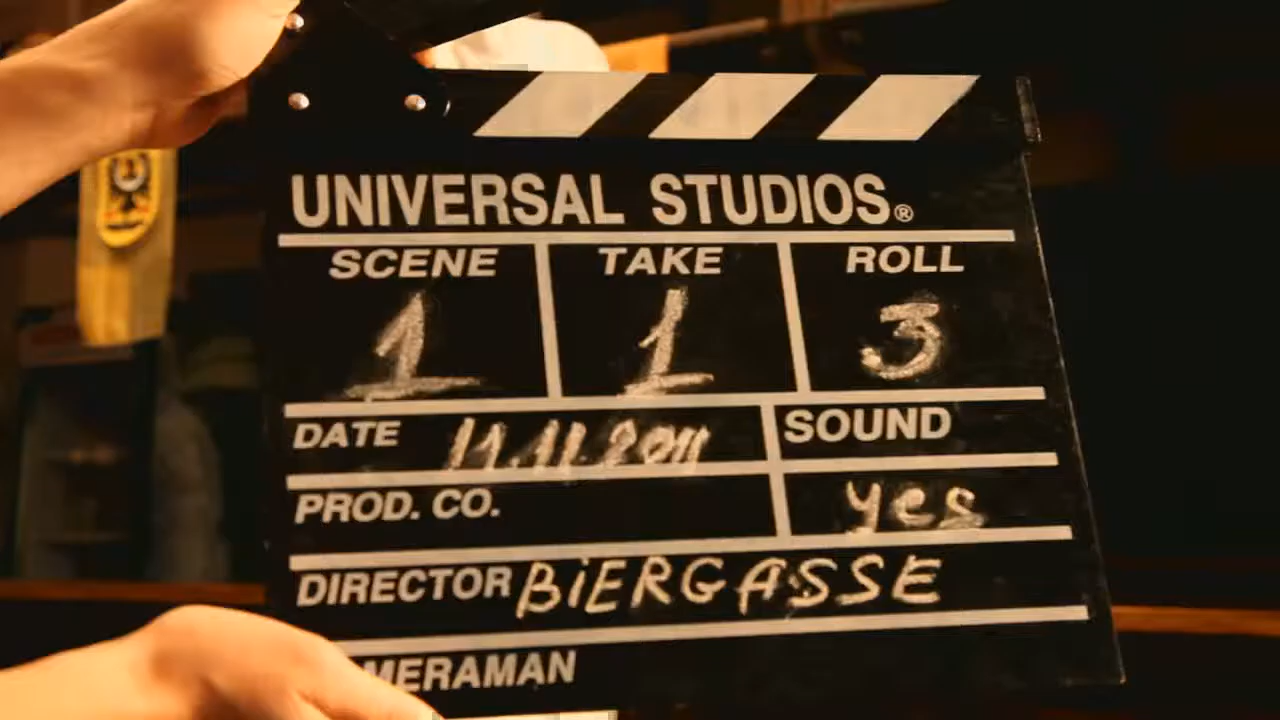 UNIVERSAL STUDIOS®
SCENE TAKE ROLL
1 1 3
DATE 11.11.2011 SOUND
PROD. CO. yes
DIRECTOR BiERGASSE
MERAMAN